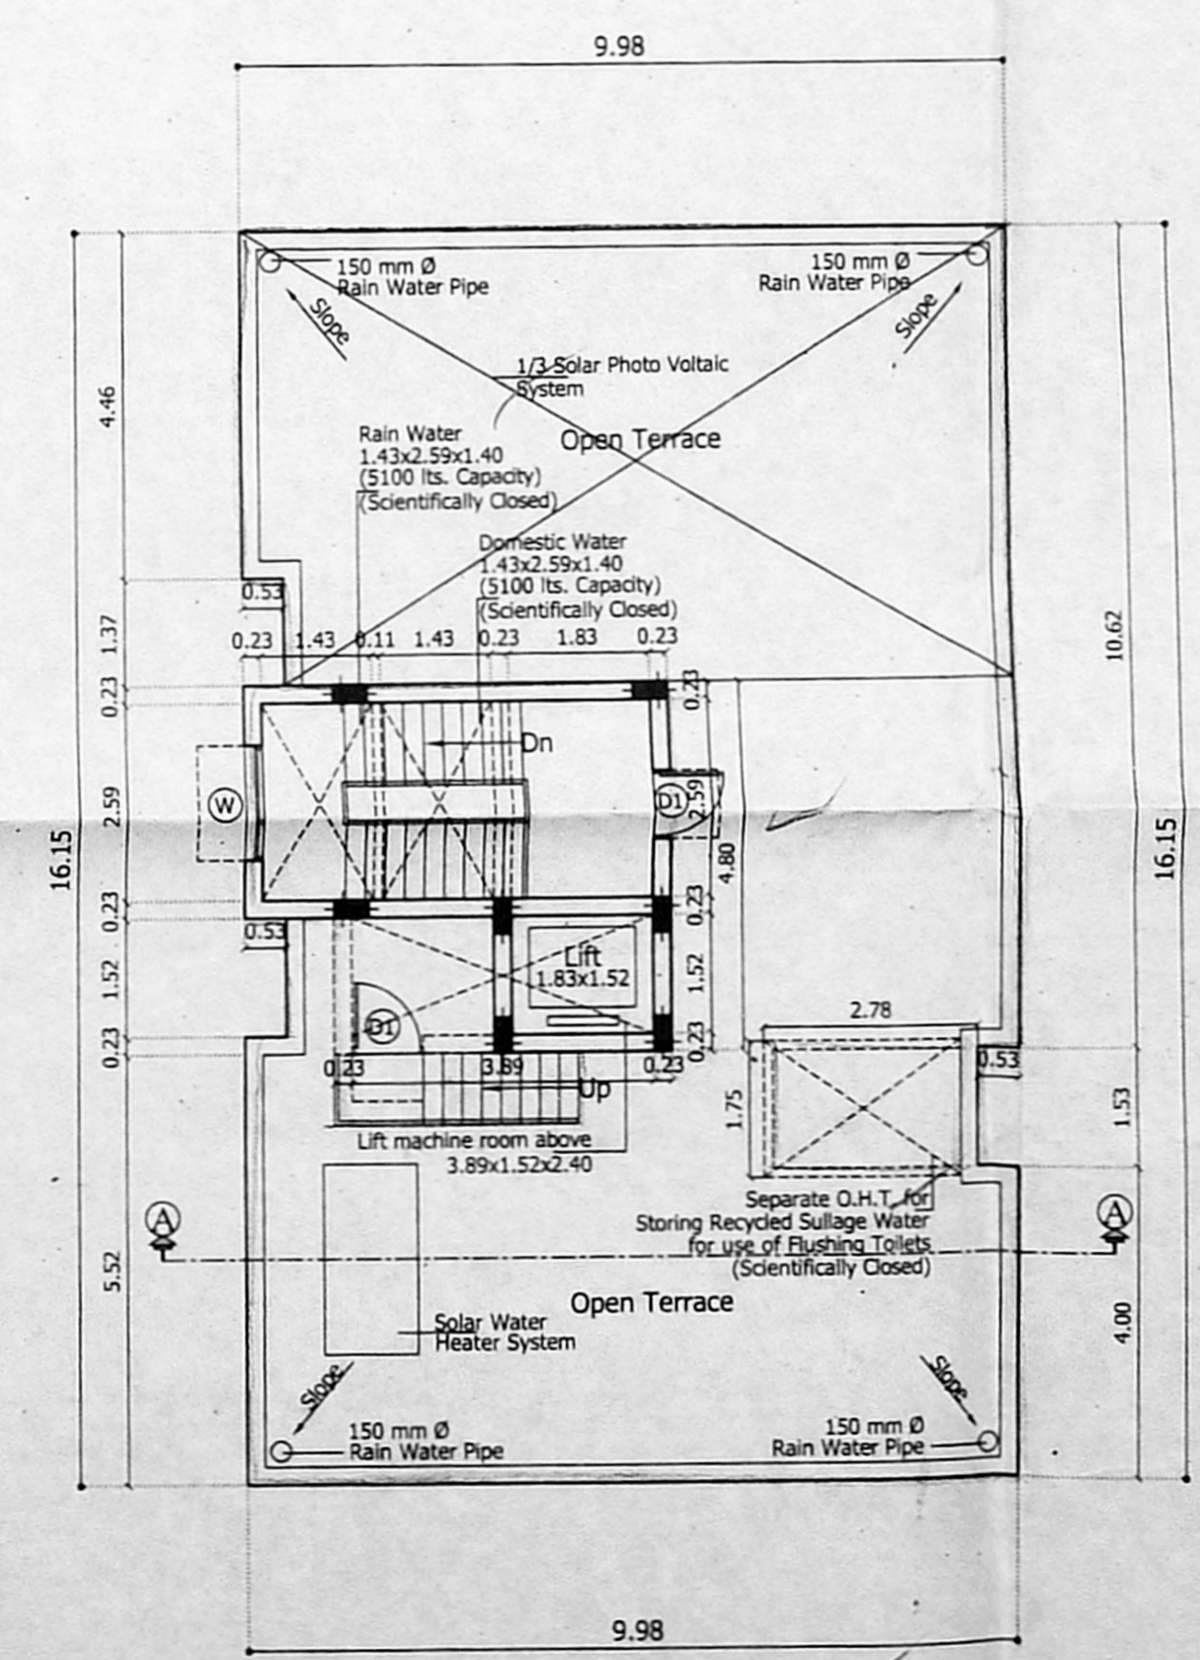 9.98
150 mm Ø
Rain Water Pipe
150 mm Ø
Rain Water Pipe
Slope
Slope
1/3 Solar Photo Voltaic
System
Open Terrace
4.46
Rain Water
1.43x2.59x1.40
(5100 lts. Capacity)
(Scientifically Closed)
Domestic Water
1.43x2.59x1.40
(5100 lts. Capacity)
(Scientifically Closed)
0.53
0.23
1.43
0.11
1.43
0.23
1.83
0.23
1.37
10.62
0.23
0.23
Dn
W
D1
2.59
2.59
4.80
16.15
16.15
0.23
0.23
0.53
Lift
1.83x1.52
1.52
1.52
D1
2.78
0.23
0.23
0.23
3.89
0.23
0.53
Up
1.75
1.53
Lift machine room above
3.89x1.52x2.40
Separate O.H.T. for
Storing Recycled Sullage Water
for use of Flushing Toilets
(Scientifically Closed)
A
A
5.52
Open Terrace
4.00
Solar Water
Heater System
Slope
Slope
150 mm Ø
Rain Water Pipe
150 mm Ø
Rain Water Pipe
9.98